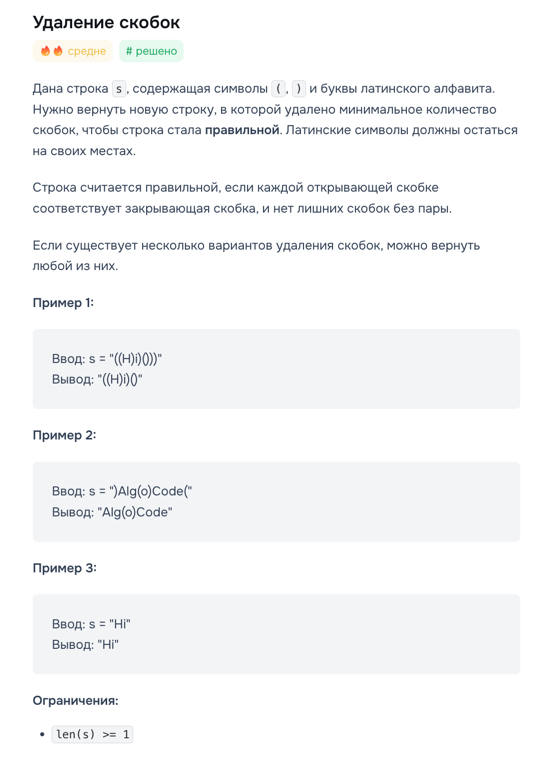 Удаление скобок
🔥🔥 средне # решено
Дана строка s, содержащая символы (, ) и буквы латинского алфавита.
Нужно вернуть новую строку, в которой удалено минимальное количество
скобок, чтобы строка стала правильной. Латинские символы должны остаться
на своих местах.
Строка считается правильной, если каждой открывающей скобке
соответствует закрывающая скобка, и нет лишних скобок без пары.
Если существует несколько вариантов удаления скобок, можно вернуть
любой из них.
Пример 1:
Ввод: s = "((H)i)()))"
Вывод: "((H)i)()"
Пример 2:
Ввод: s = ")Alg(o)Code("
Вывод: "Alg(o)Code"
Пример 3:
Ввод: s = "Hi"
Вывод: "Hi"
Ограничения:
• len(s) >= 1